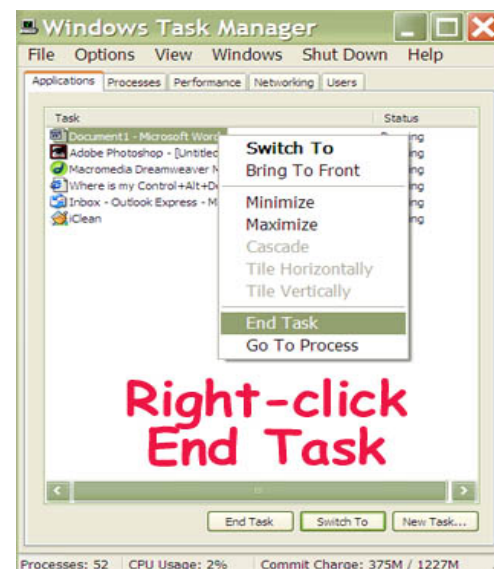 Windows Task Manager
File Options View Windows Shut Down Help
Applications Processes Performance Networking Users
Task Status
Document1 - Microsoft Word
Adobe Photoshop - [Untitled
Macromedia Dreamweaver M
Where is my Control+Alt+D
Inbox - Outlook Express - M
iClean
Switch To
Bring To Front
Minimize
Maximize
Cascade
Tile Horizontally
Tile Vertically
End Task
Go To Process
Right-click
End Task
End Task Switch To New Task...
Processes: 52 CPU Usage: 2% Commit Charge: 375M / 1227M